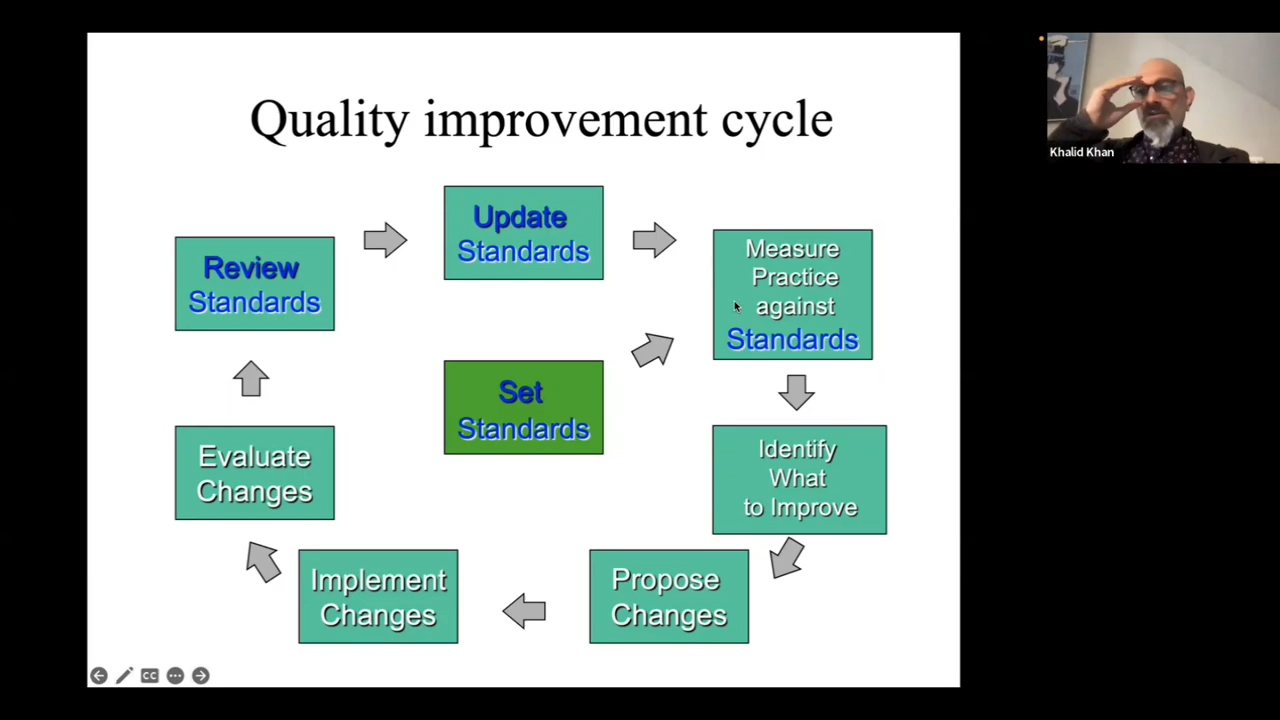 Quality improvement cycle
Update
Standards
Review
Standards
Measure
Practice
against
Standards
Set
Standards
Evaluate
Changes
Identify
What
to Improve
Implement
Changes
Propose
Changes
CC
Khalid Khan